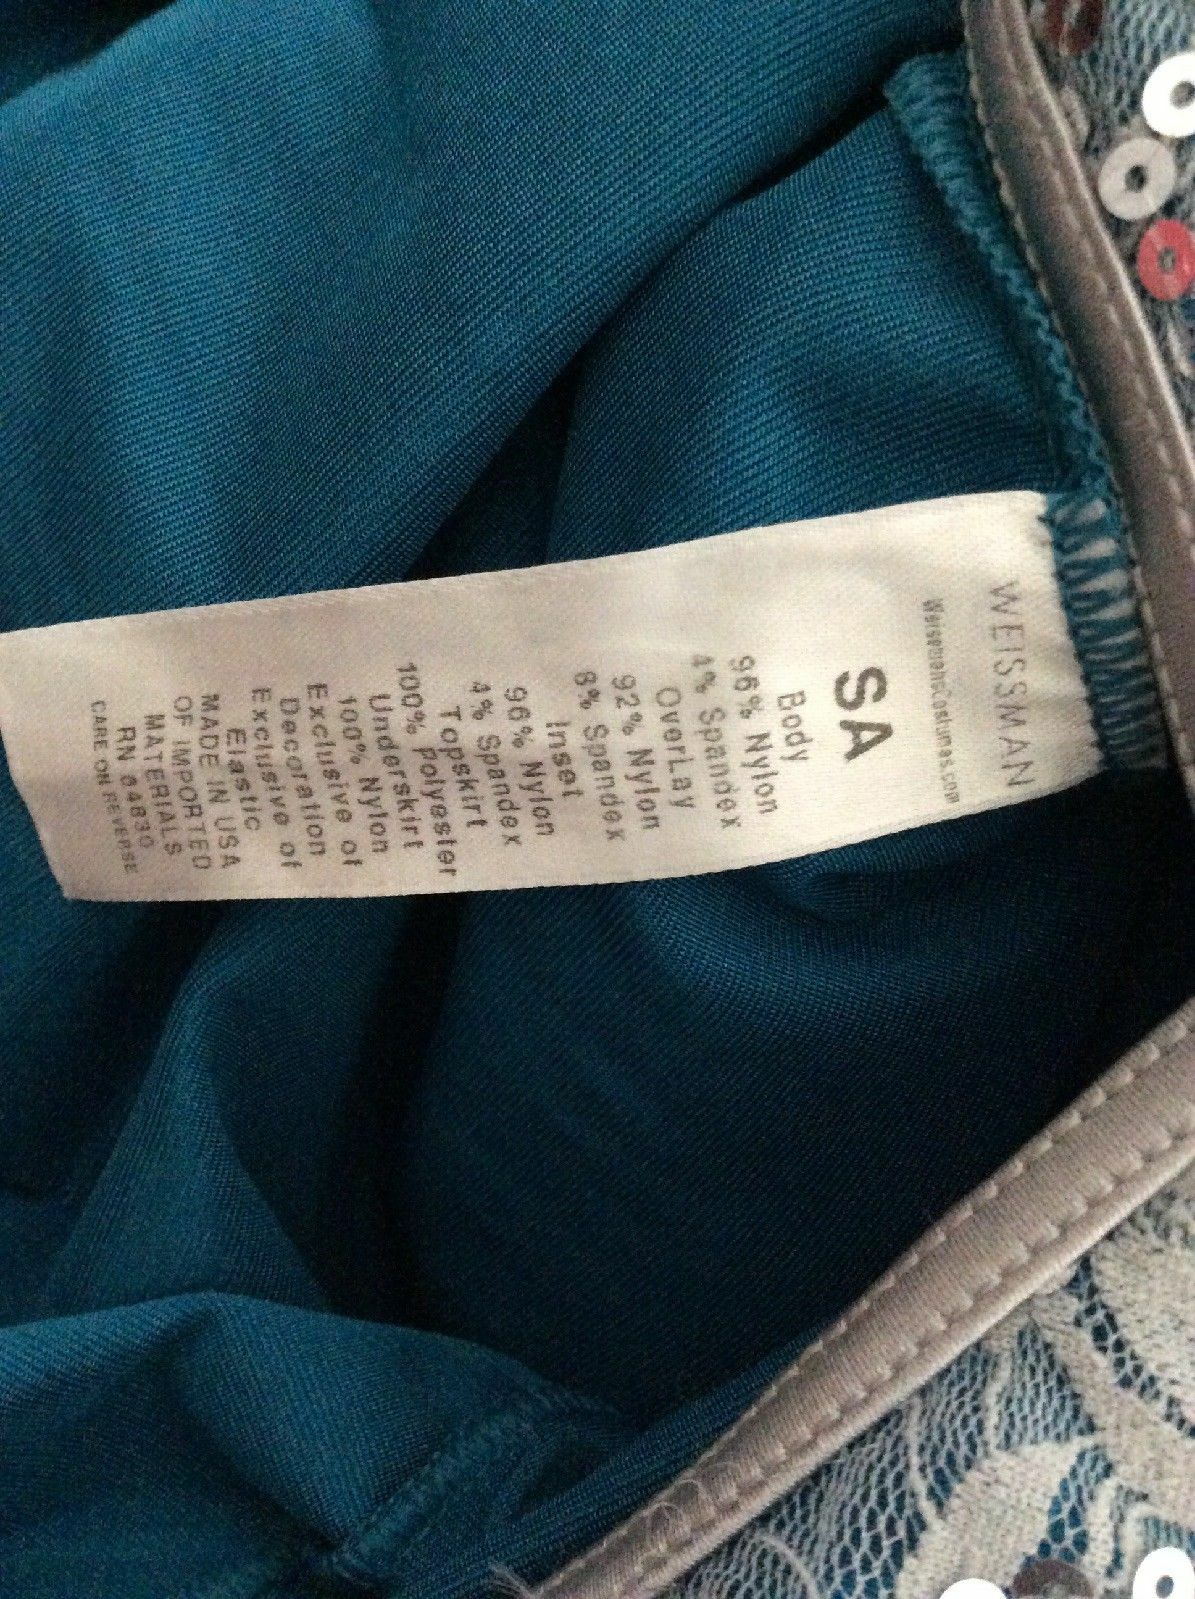 WEISSMAN
WeissmanCostumes.com
SA
Body
96% Nylon
4% Spandex
OverLay
92% Nylon
8% Spandex
Inset
96% Nylon
4% Spandex
Topskirt
100% Polyester
Underskirt
100% Nylon
Exclusive of
Decoration
Exclusive of
Elastic
MADE IN USA
OF IMPORTED
MATERIALS
RN 64830
CARE ON REVERSE